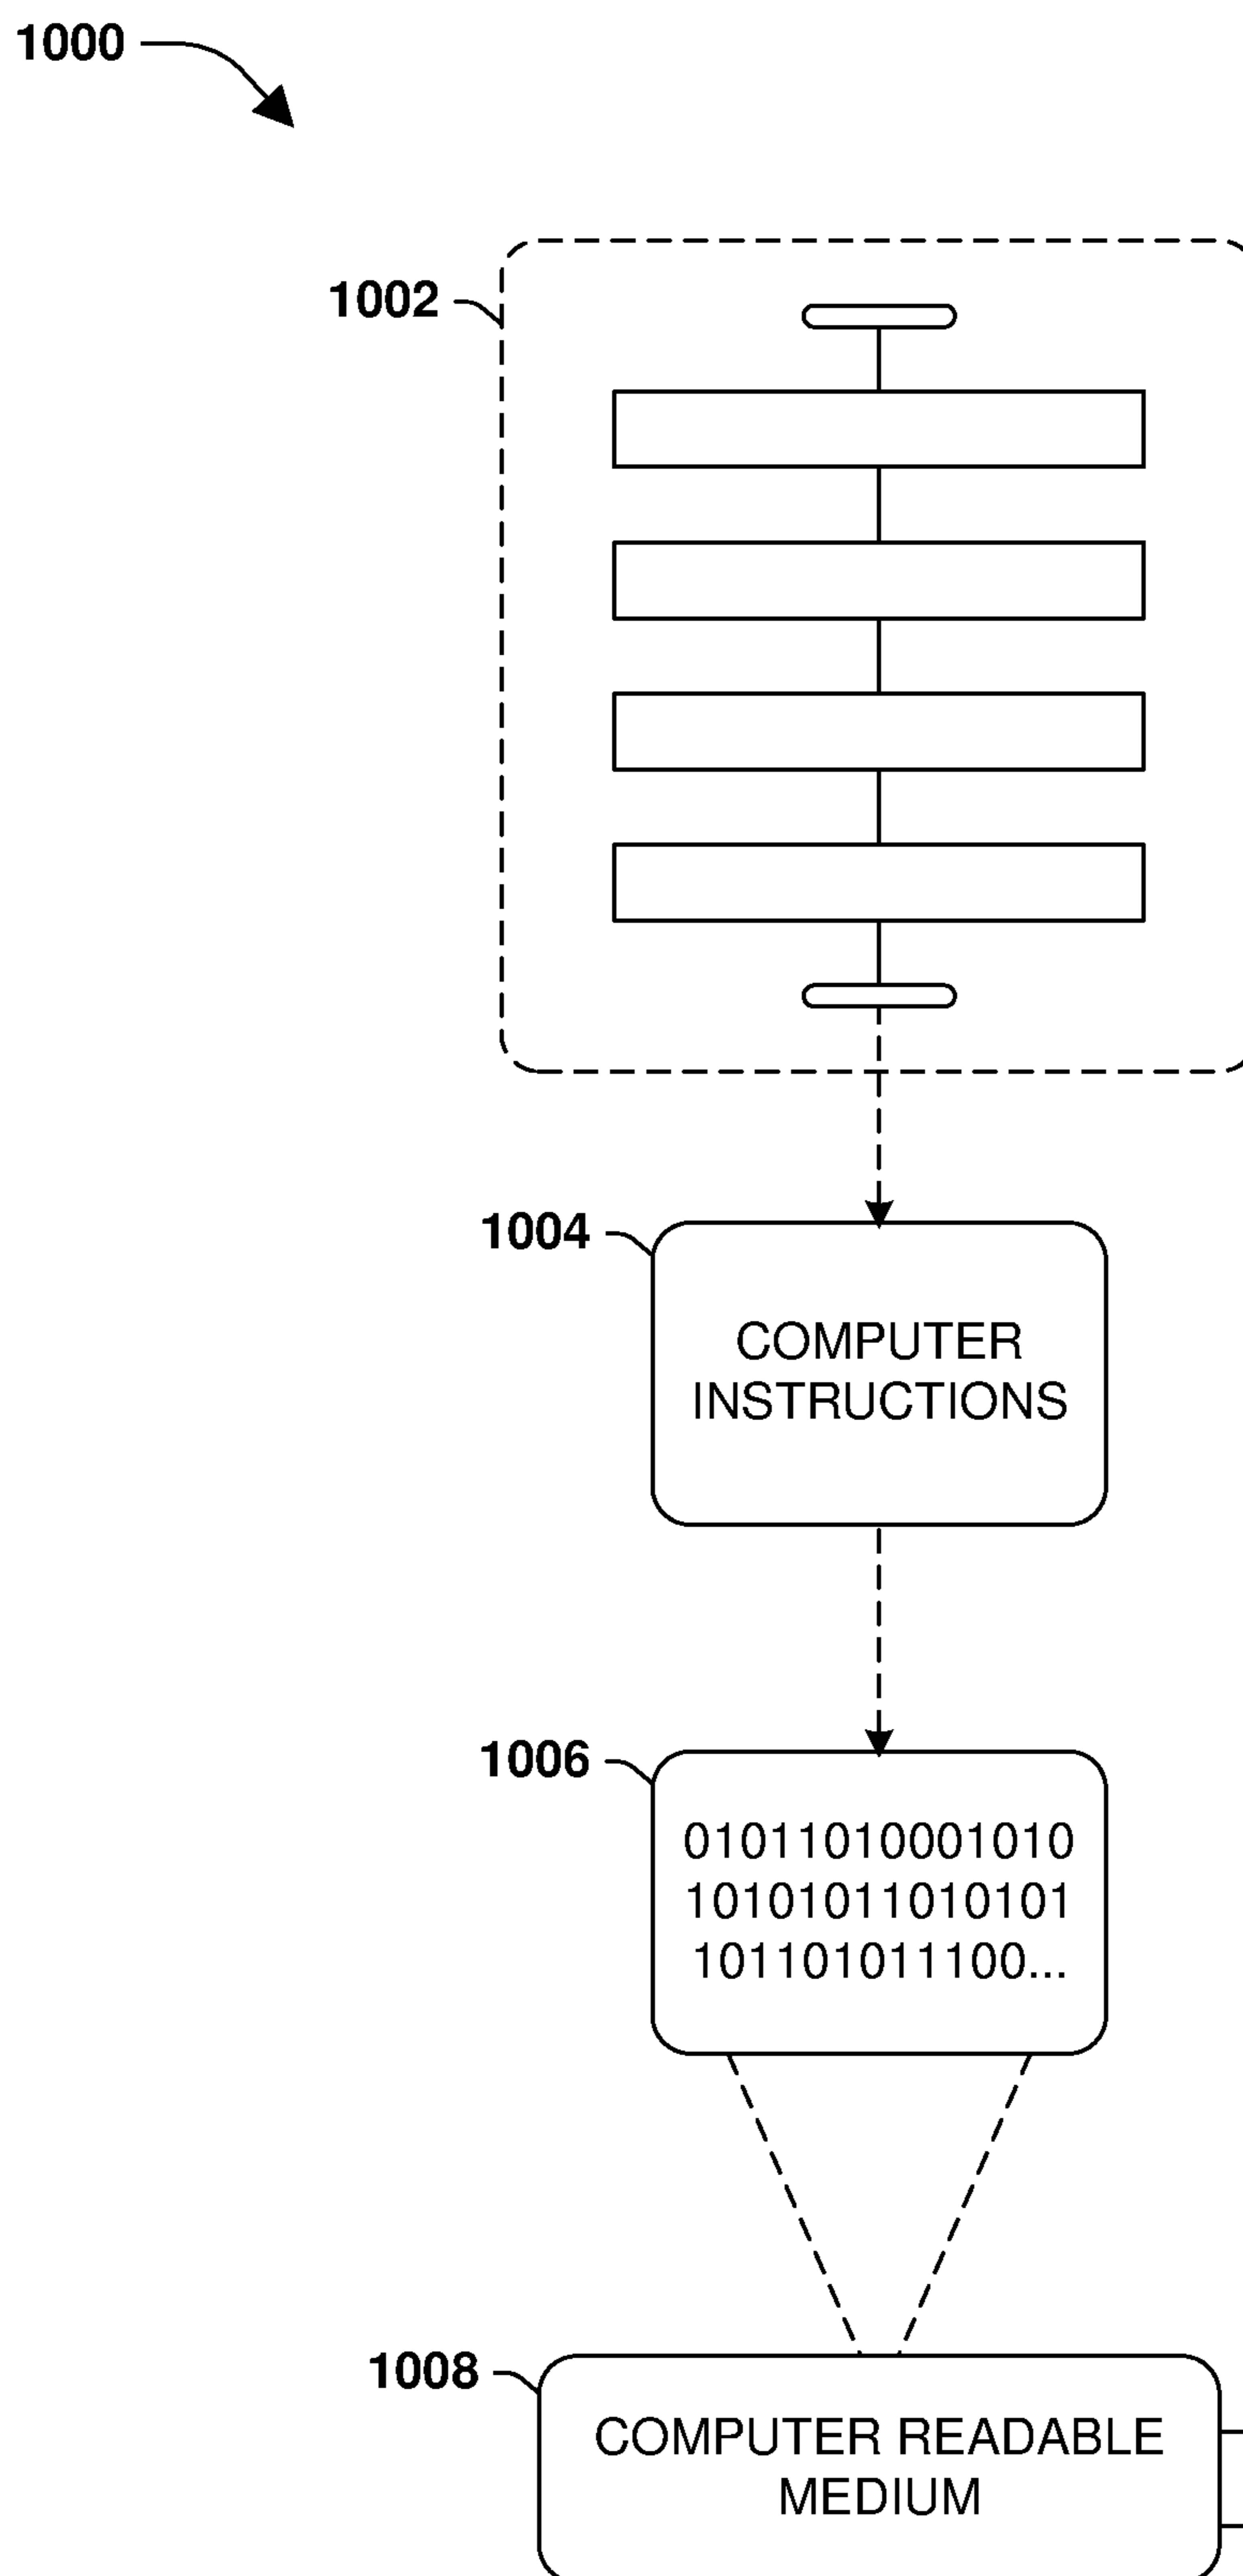 1000
1002
1004
COMPUTER
INSTRUCTIONS
1006
01011010001010
10101011010101
101101011100...
1008
COMPUTER READABLE
MEDIUM